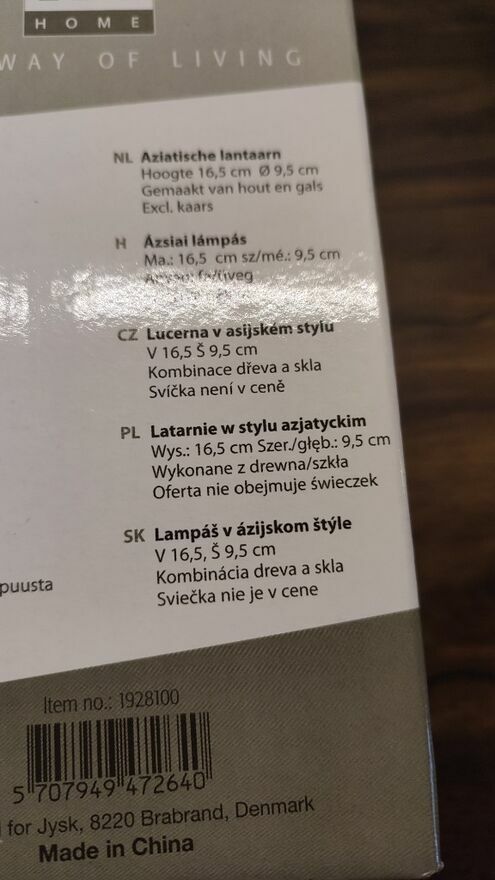 HOME
WAY OF LIVING
NL Aziatische lantaarn
Hoogte 16,5 cm Ø 9,5 cm
Gemaakt van hout en gals
Excl. kaars
H Ázsiai lámpás
Ma.: 16,5 cm sz/mé.: 9,5 cm
CZ Lucerna v asijském stylu
V 16,5 Š 9,5 cm
Kombinace dřeva a skla
Svíčka není v ceně
PL Latarnie w stylu azjatyckim
Wys.: 16,5 cm Szer./głęb.: 9,5 cm
Wykonane z drewna/szkła
Oferta nie obejmuje świeczek
SK Lampáš v ázijskom štýle
V 16,5, Š 9,5 cm
Kombinácia dreva a skla
Sviečka nie je v cene
puusta
Item no.: 1928100
5 707949 472640
for Jysk, 8220 Brabrand, Denmark
Made in China